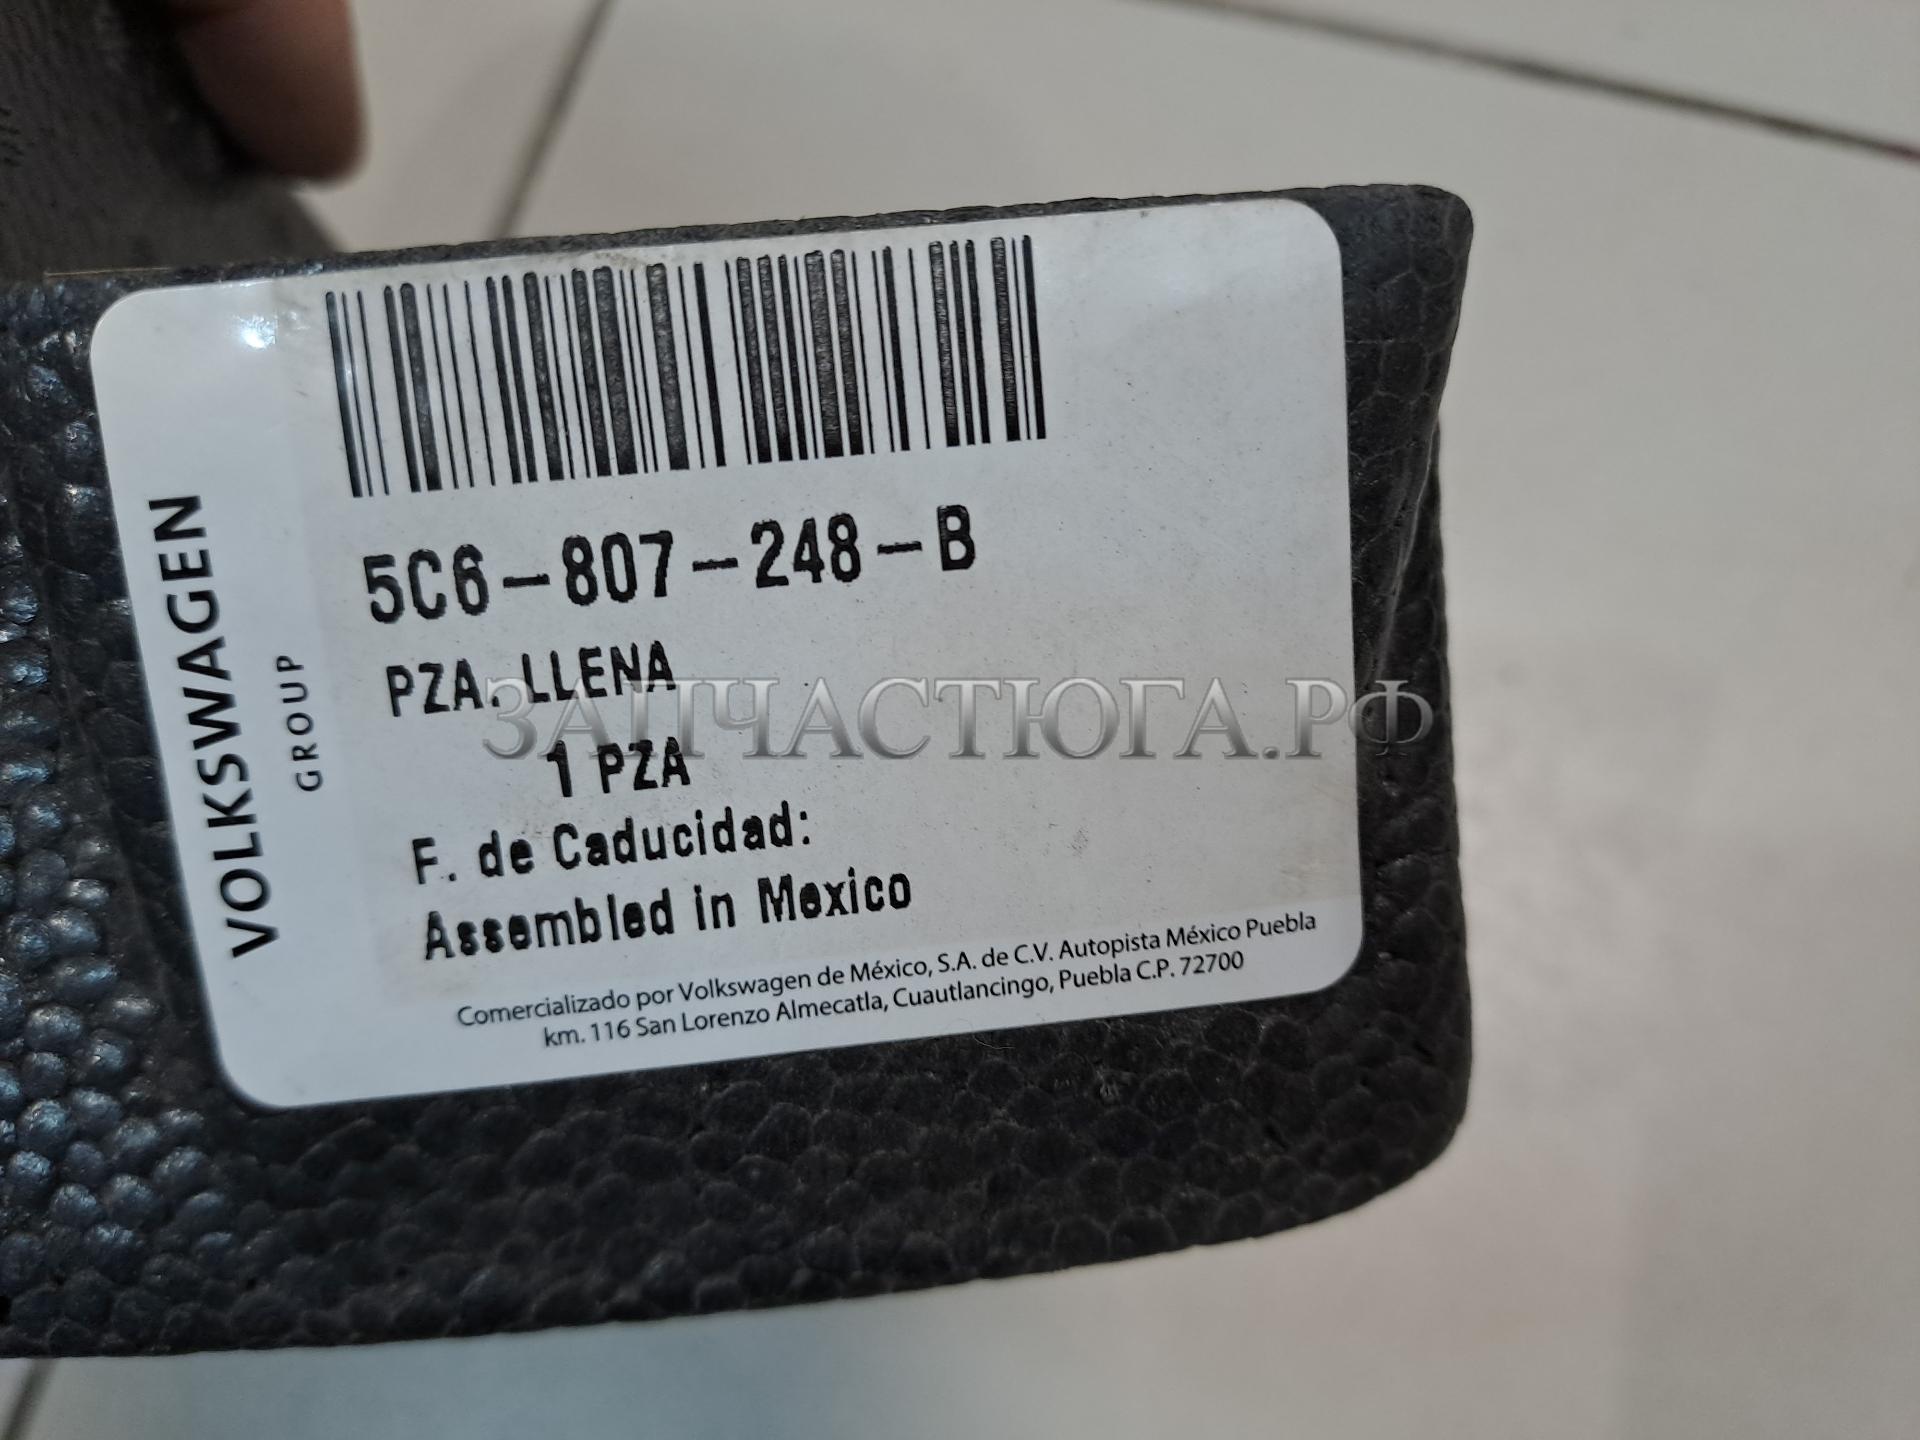 VOLKSWAGEN
GROUP
5C6-807-248-B
PZA. LLENA
1 PZA
F. de Caducidad:
Assembled in Mexico
Comercializado por Volkswagen de México, S.A. de C.V. Autopista México Puebla
km. 116 San Lorenzo Almecatla, Cuautlancingo, Puebla C.P. 72700
ЗАПЧАСТЮГА.РФ